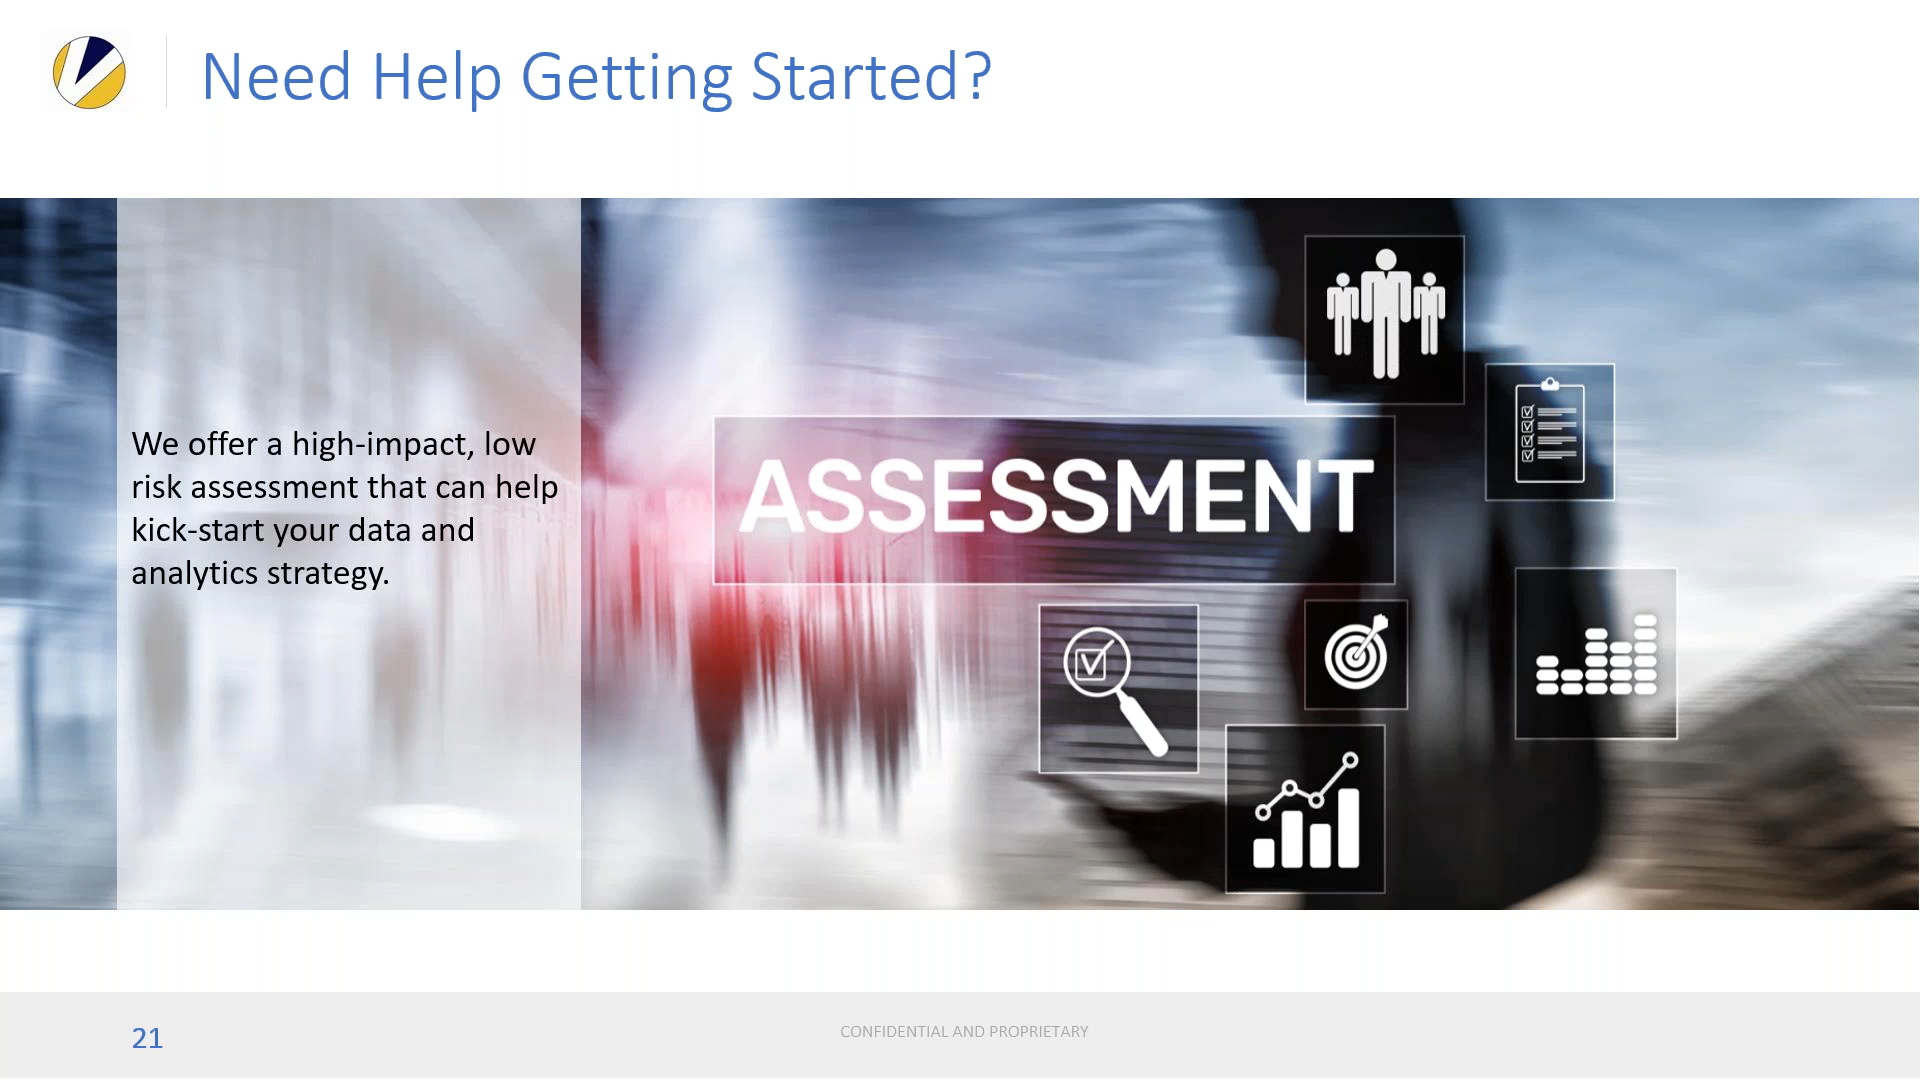 Need Help Getting Started?
We offer a high-impact, low
risk assessment that can help
kick-start your data and
analytics strategy.
ASSESSMENT
21
CONFIDENTIAL AND PROPRIETARY